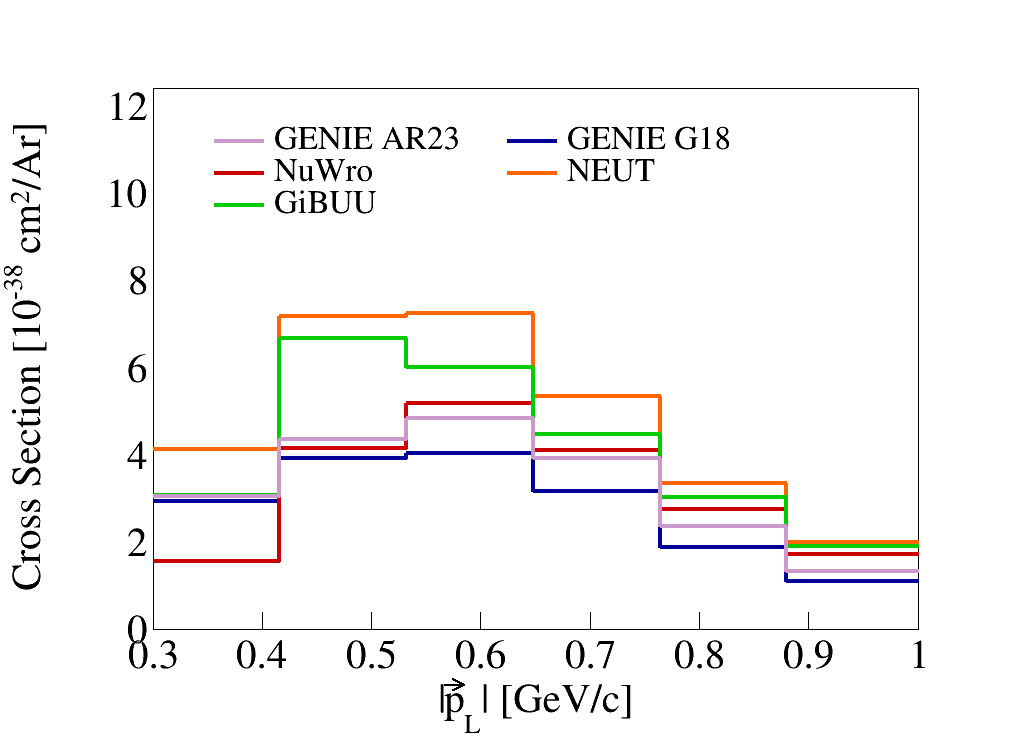 Cross Section [10⁻³⁸ cm²/Ar]
12
10
8
6
4
2
0
GENIE AR23
GENIE G18
NuWro
NEUT
GiBUU
0.3 0.4 0.5 0.6 0.7 0.8 0.9 1
|p⃗_L| [GeV/c]